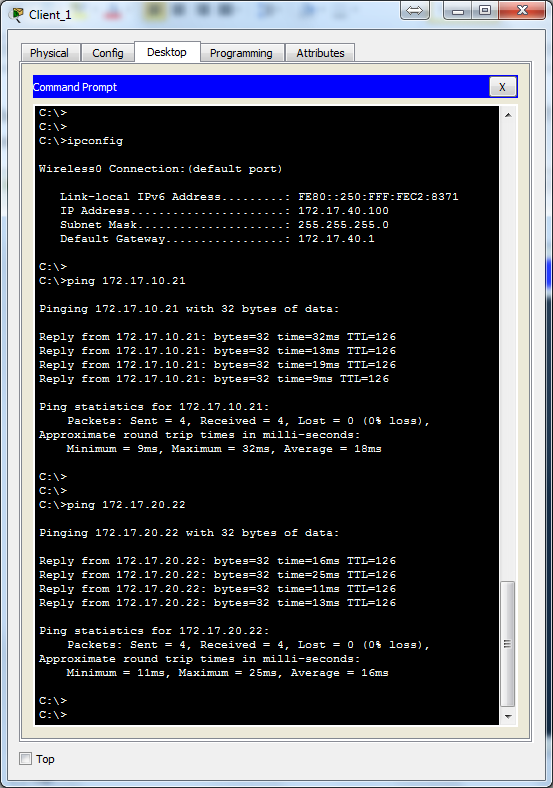 Client_1
Physical Config Desktop Programming Attributes
Command Prompt X
C:\>
C:\>
C:\>ipconfig
Wireless0 Connection:(default port)
Link-local IPv6 Address.........: FE80::250:FFF:FEC2:8371
IP Address......................: 172.17.40.100
Subnet Mask.....................: 255.255.255.0
Default Gateway.................: 172.17.40.1
C:\>
C:\>ping 172.17.10.21
Pinging 172.17.10.21 with 32 bytes of data:
Reply from 172.17.10.21: bytes=32 time=32ms TTL=126
Reply from 172.17.10.21: bytes=32 time=13ms TTL=126
Reply from 172.17.10.21: bytes=32 time=19ms TTL=126
Reply from 172.17.10.21: bytes=32 time=9ms TTL=126
Ping statistics for 172.17.10.21:
Packets: Sent = 4, Received = 4, Lost = 0 (0% loss),
Approximate round trip times in milli-seconds:
Minimum = 9ms, Maximum = 32ms, Average = 18ms
C:\>
C:\>
C:\>ping 172.17.20.22
Pinging 172.17.20.22 with 32 bytes of data:
Reply from 172.17.20.22: bytes=32 time=16ms TTL=126
Reply from 172.17.20.22: bytes=32 time=25ms TTL=126
Reply from 172.17.20.22: bytes=32 time=11ms TTL=126
Reply from 172.17.20.22: bytes=32 time=13ms TTL=126
Ping statistics for 172.17.20.22:
Packets: Sent = 4, Received = 4, Lost = 0 (0% loss),
Approximate round trip times in milli-seconds:
Minimum = 11ms, Maximum = 25ms, Average = 16ms
C:\>
C:\>
Top